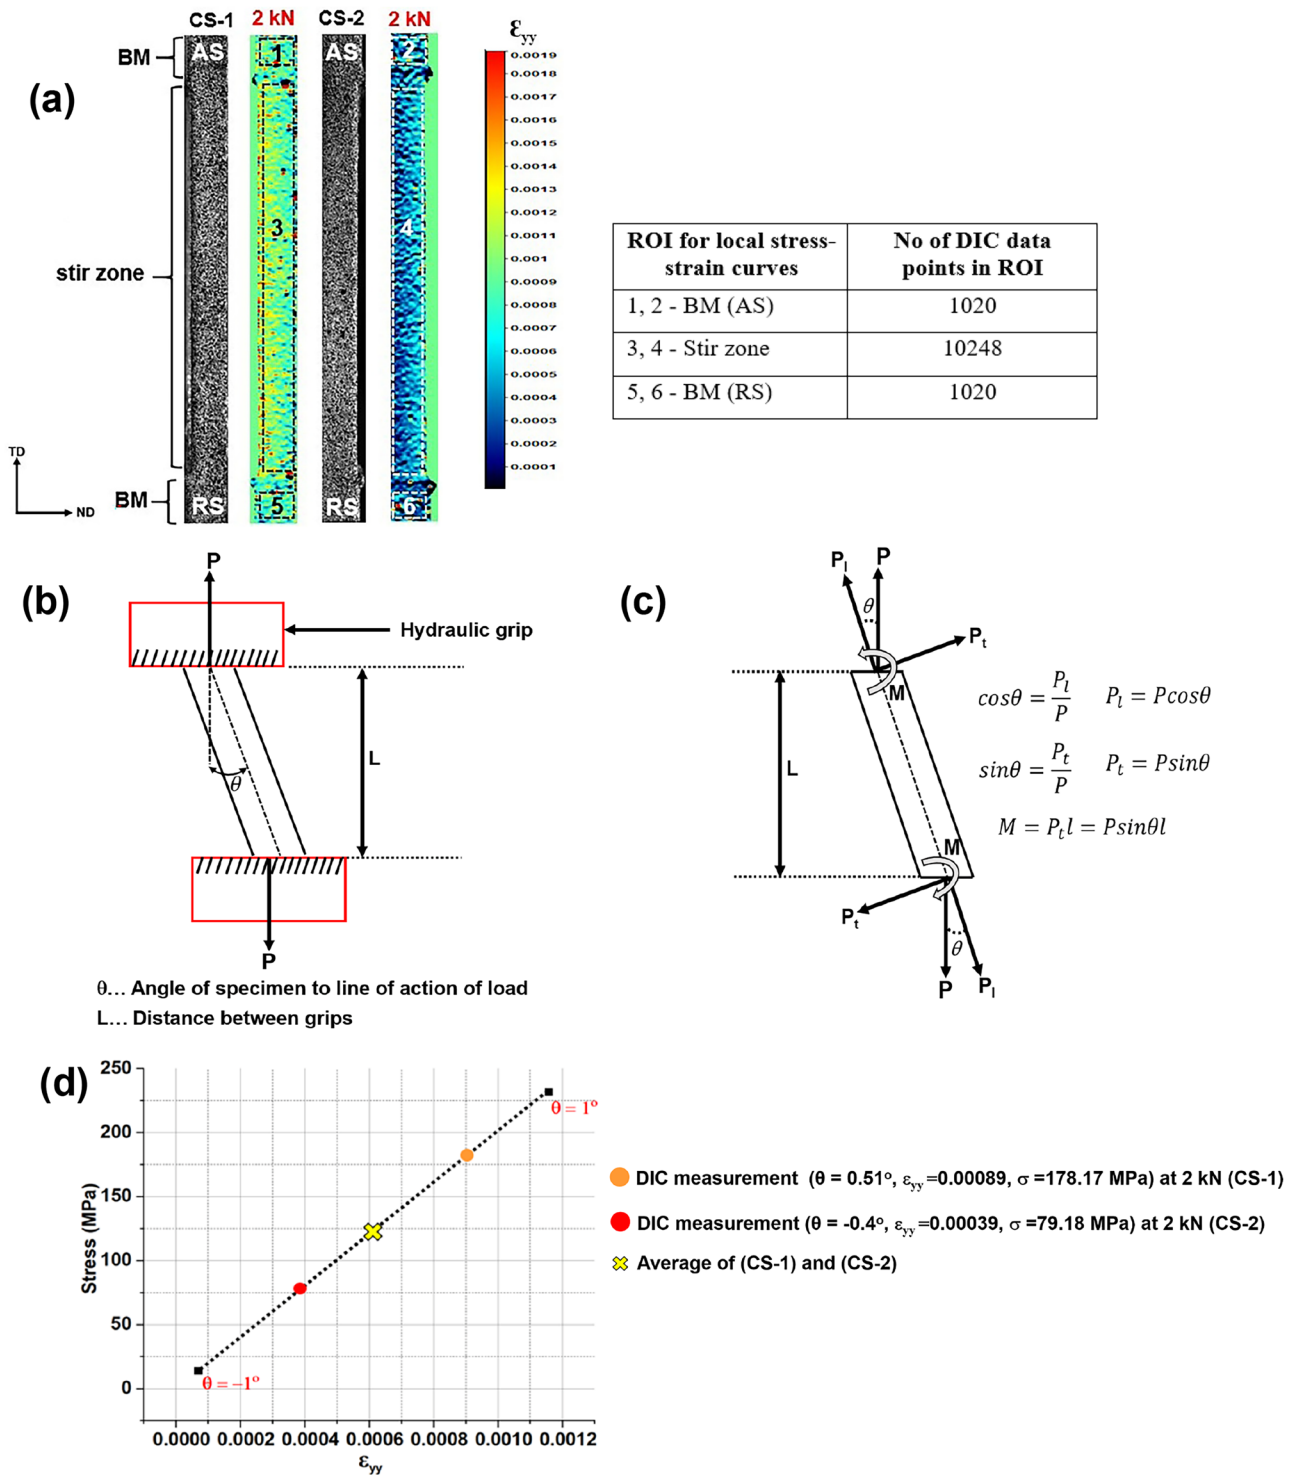 CS-1 2 kN CS-2 2 kN
εyy
(a)
BM
AS
1
AS
2
stir zone
3
4
BM
RS
5
RS
6
TD
ND
0.0019
0.0018
0.0017
0.0016
0.0015
0.0014
0.0013
0.0012
0.0011
0.001
0.0009
0.0008
0.0007
0.0006
0.0005
0.0004
0.0003
0.0002
0.0001
ROI for local stress-
strain curves
No of DIC data
points in ROI
1, 2 - BM (AS) 1020
3, 4 - Stir zone 10248
5, 6 - BM (RS) 1020
(b)
P
Hydraulic grip
L
θ
P
θ... Angle of specimen to line of action of load
L... Distance between grips
(c)
Pl
P
θ
Pt
M
L
M
Pt
θ
P
Pl
cosθ = Pl/P Pl = Pcosθ
sinθ = Pt/P Pt = Psinθ
M = Ptl = Psinθl
(d)
Stress (MPa)
250
200
150
100
50
0
θ = 1°
θ = −1°
0.0000 0.0002 0.0004 0.0006 0.0008 0.0010 0.0012
εyy
DIC measurement (θ = 0.51°, εyy=0.00089, σ =178.17 MPa) at 2 kN (CS-1)
DIC measurement (θ = -0.4°, εyy=0.00039, σ =79.18 MPa) at 2 kN (CS-2)
Average of (CS-1) and (CS-2)